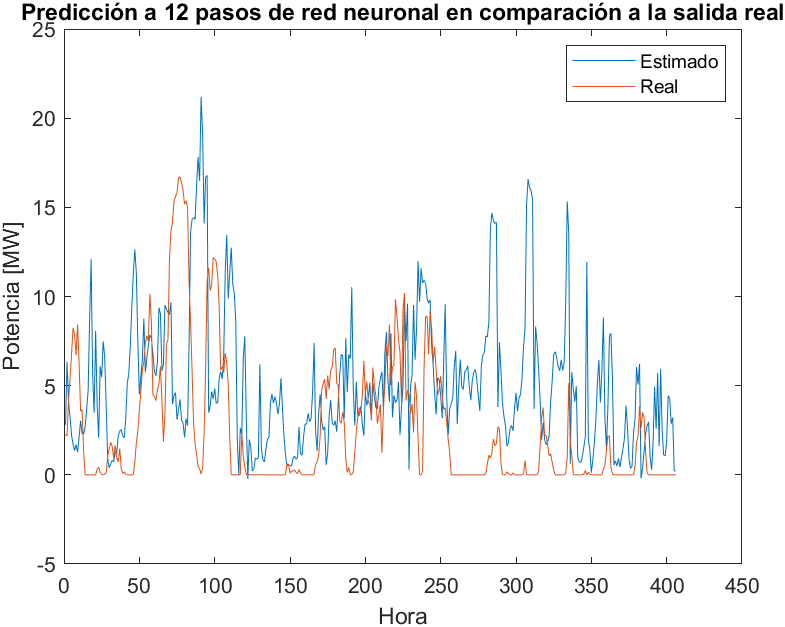 Predicción a 12 pasos de red neuronal en comparación a la salida real
25
20
15
10
5
0
-5
Potencia [MW]
Estimado
Real
0 50 100 150 200 250 300 350 400 450
Hora